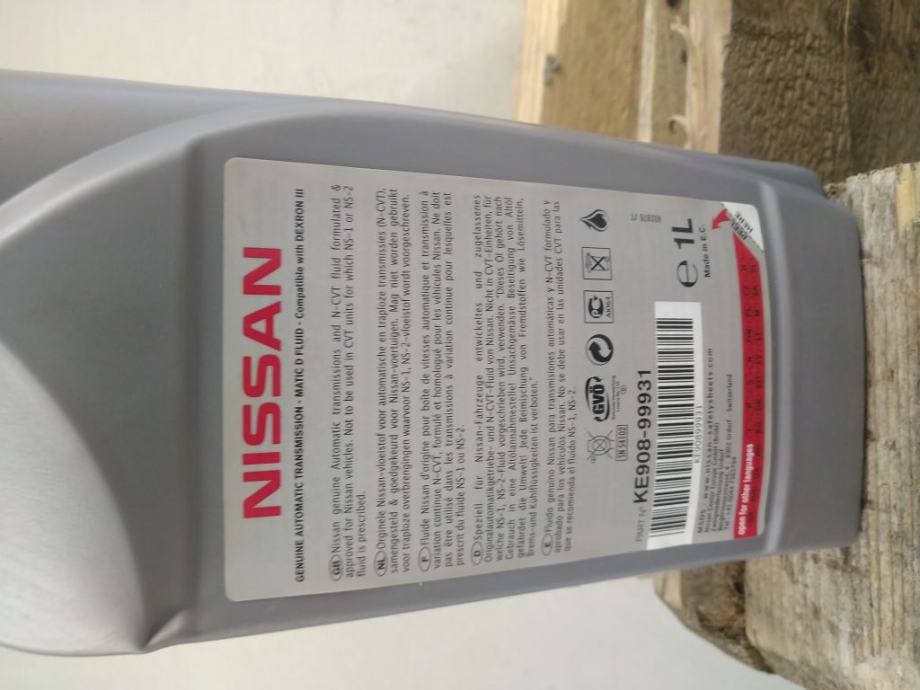 NISSAN
GENUINE AUTOMATIC TRANSMISSION - MATIC D FLUID - Compatible with DEXRON III
GB Nissan genuine Automatic transmissions and N-CVT fluid formulated &
approved for Nissan vehicles. Not to be used in CVT units for which NS-1 or NS-2
fluid is prescribed.
NL Orginele Nissan-vloeistof voor automatische en traploze transmissies (N-CVT),
samengesteld & goedgekeurd voor Nissan-voertuigen. Mag niet worden gebruikt
voor traploze overbrengingen waarvoor NS-1, NS-2-vloeistof wordt voorgeschreven.
F Fluide Nissan d'origine pour boîte de vitesses automatique et transmission à
variation continue N-CVT, formulé et homologué pour les véhicules Nissan. Ne doit
pas être utilisé dans les transmissions à variation continue pour lesquelles est
prescrit du fluide NS-1 ou NS-2.
D Speziell für Nissan-Fahrzeuge entwickeltes und zugelassenes
Originalautomatikgetriebe- und N-CVT-Fluid von Nissan. Nicht in CVT-Einheiten, für
welche NS-1, NS-2-Fluid vorgeschrieben wird, verwenden. "Dieses Öl gehört nach
Gebrauch in eine Altölannahmestelle! Unsachgemässe Beseitigung von Altöl
gefährdet die Umwelt! Jede Beimischung von Fremdstoffen wie Lösemitteln,
Brems-und Kühlflüssigkeiten ist verboten."
E Fluido genuino Nissan para transmisiones automáticas y N-CVT formulado y
aprobado para los vehículos Nissan. No se debe usar en las unidades CVT para las
que se recomienda el fluido NS-1, NS-2.
GVÖ
PC
PART N°
KE908-99931
KE90899931
e 1L
Made in E.C.
MSDS : www.nissan-safetysheets.com
open for other languages
PEEL
HERE